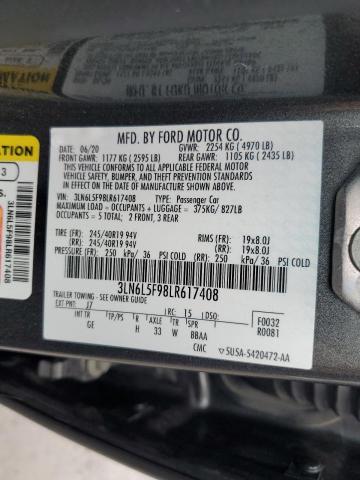 MFD. BY FORD MOTOR CO.
06/20 GVWR: 2254 KG ( 4970 LB)
FRONT GAWR: 1177 KG ( 2595 LB) REAR GAWR: 1105 KG ( 2435 LB)
THIS VEHICLE CONFORMS TO ALL
APPLICABLE FEDERAL MOTOR
VEHICLE SAFETY, BUMPER, AND
THEFT PREVENTION STANDARDS IN
EFFECT ON THE DATE OF MANUFACTURE
SHOWN ABOVE.
VIN: 3LN6L5F98LR617408 TYPE: Passenger Car
MAXIMUM LOAD = OCCUPANTS + LUGGAGE = 375KG/ 827LB
OCCUPANTS = 5 TOTAL; 2 FRONT, 3 REAR
TIRE (FR): 245/40R19 94V RIMS (FR): 19x8.0J
(RR): 245/40R19 94V (RR): 19x8.0J
PRESSURE (FR): 250 kPa/ 36 PSI COLD (RR): 250 kPa/ 36 PSI COLD
3LN6L5F98LR617408
TRAILER TOWING - SEE OWNER GUIDE
EXT PNT: J7 RC: 15 DSO:
INT TR TP/PS R AXLE TR SPR F0032
GE H 33 W BBAA R0081
CMC 5U5A-5420472-AA
3LN6L5F98LR617408